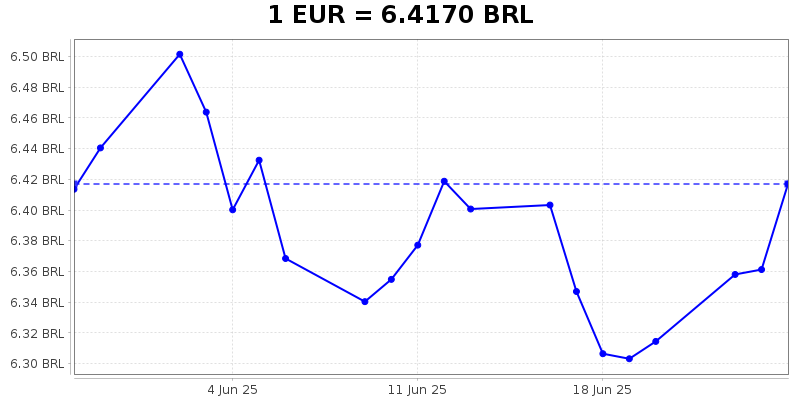 1 EUR = 6.4170 BRL
6.50 BRL
6.48 BRL
6.46 BRL
6.44 BRL
6.42 BRL
6.40 BRL
6.38 BRL
6.36 BRL
6.34 BRL
6.32 BRL
6.30 BRL
4 Jun 25 11 Jun 25 18 Jun 25